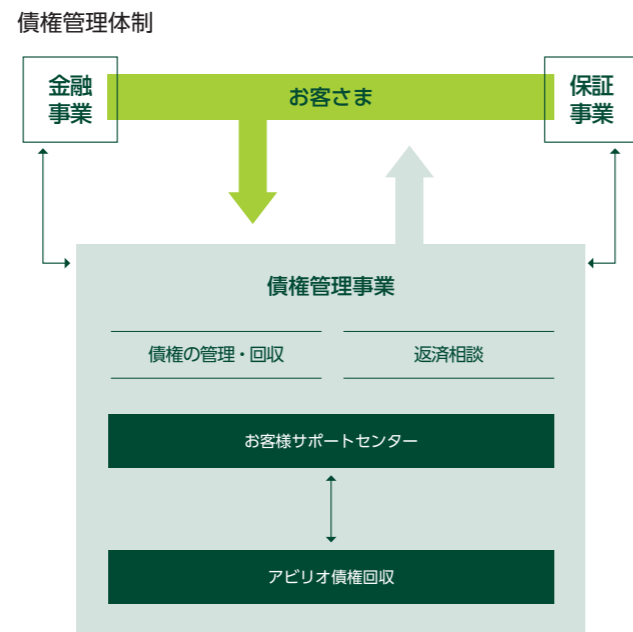 債権管理体制
金融
事業
お客さま
保証
事業
債権管理事業
債権の管理・回収
返済相談
お客様サポートセンター
アビリオ債権回収